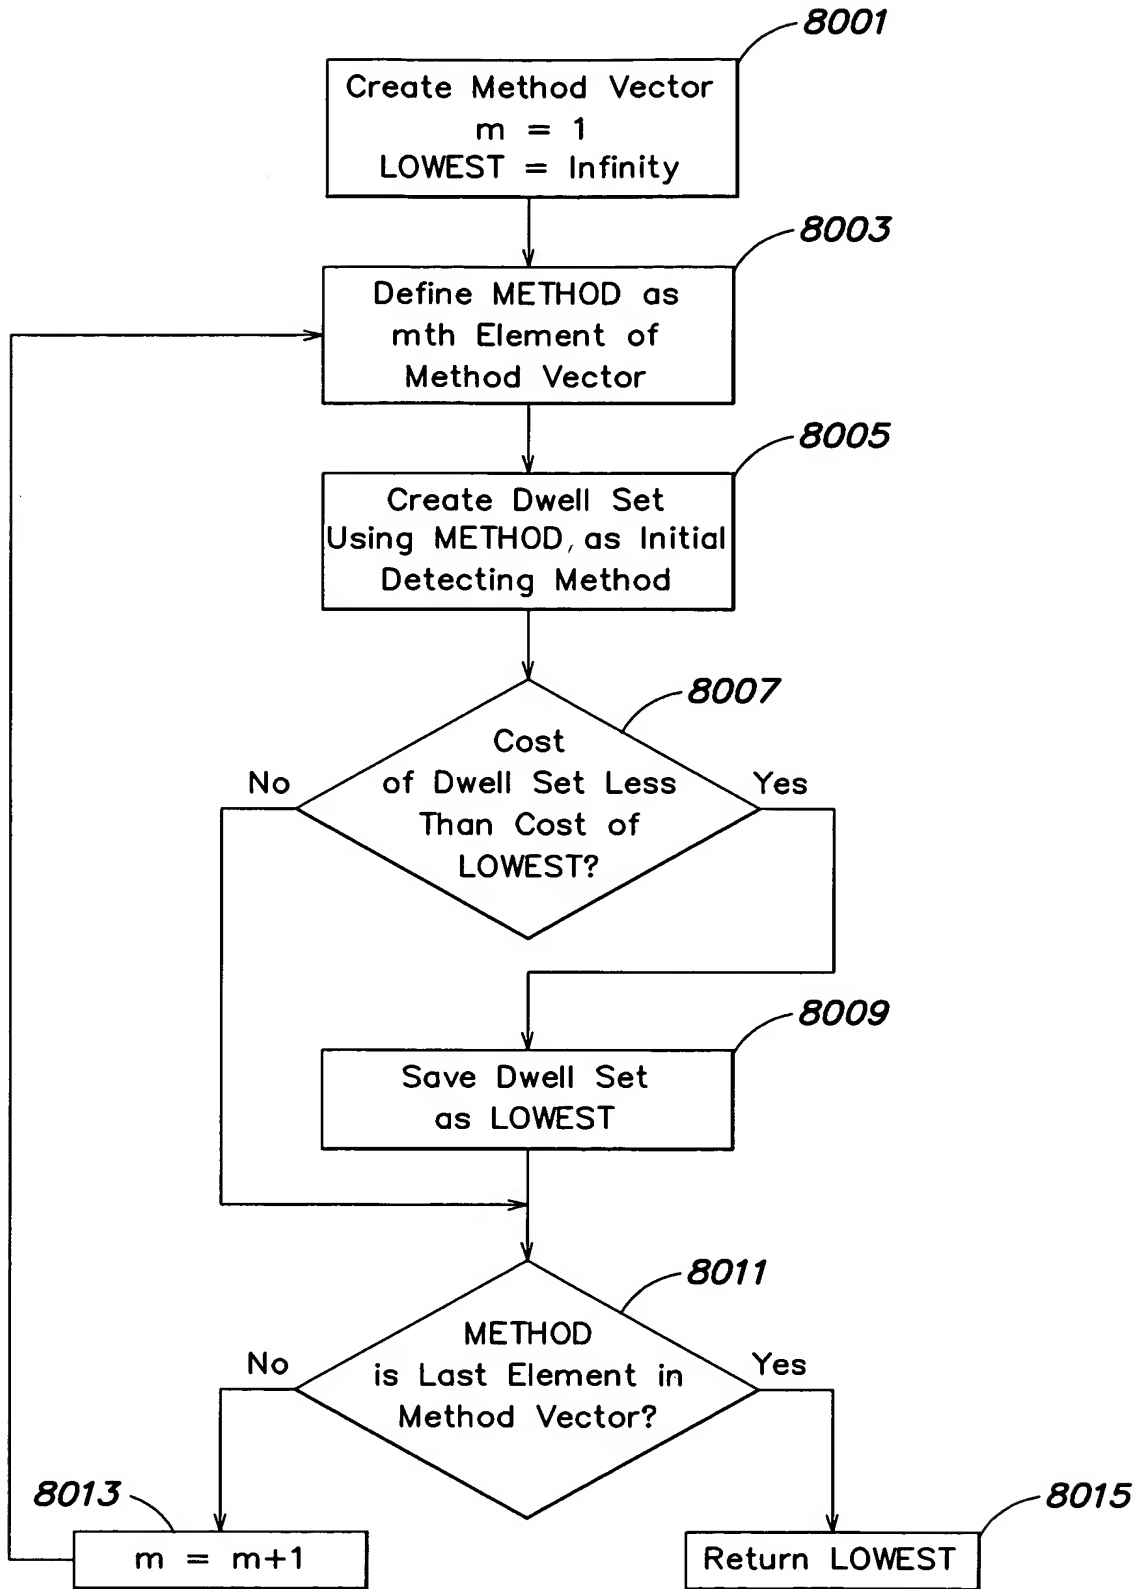 8001
Create Method Vector
m = 1
LOWEST = Infinity
8003
Define METHOD as
mth Element of
Method Vector
8005
Create Dwell Set
Using METHOD, as Initial
Detecting Method
8007
Cost
of Dwell Set Less
Than Cost of
LOWEST?
No
Yes
8009
Save Dwell Set
as LOWEST
8011
METHOD
is Last Element in
Method Vector?
No
Yes
8013
m = m+1
8015
Return LOWEST